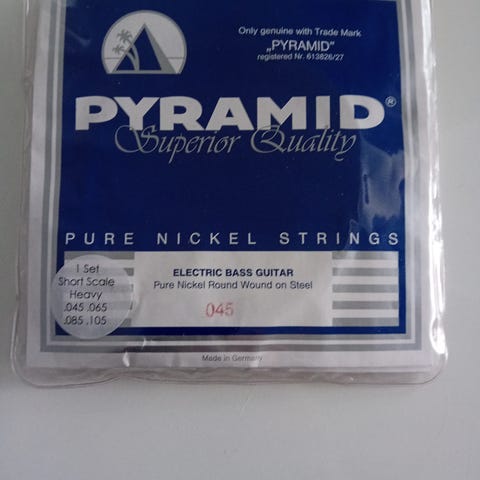 Only genuine with Trade Mark
„PYRAMID"
registered Nr. 613826/27
PYRAMID®
Superior Quality
PURE NICKEL STRINGS
1 Set
Short Scale
Heavy
.045 .065
.085 .105
ELECTRIC BASS GUITAR
Pure Nickel Round Wound on Steel
045
Made in Germany